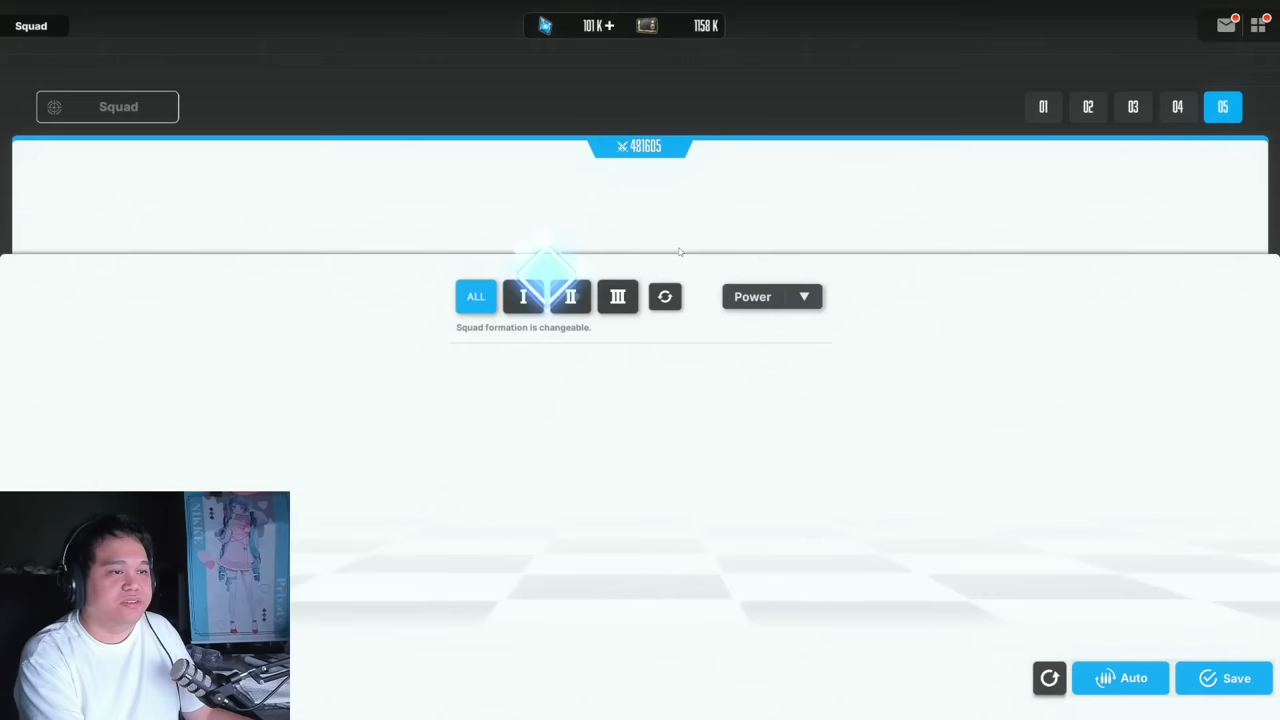 Squad
101 K +
1158 K
Squad
01
02
03
04
05
481605
ALL
I
II
III
Power
Squad formation is changeable.
NIKKE
Auto
Save